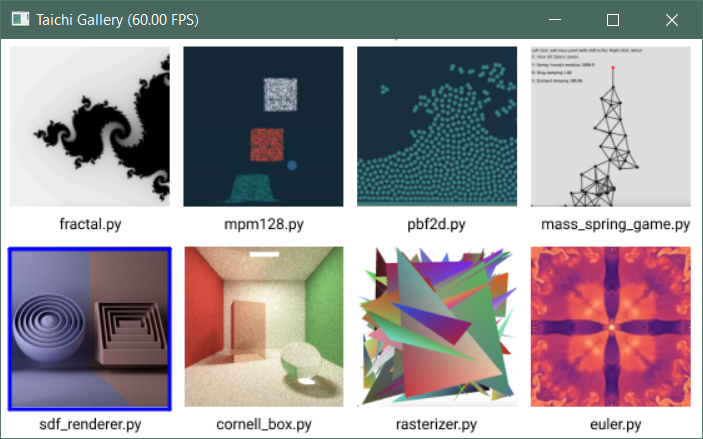 Taichi Gallery (60.00 FPS)
Left click: add mass point (with shift to fix); Right click: attract
C: clear all; Space: pause
Y: Spring Young's modulus 1000.0
D: Drag damping 1.00
X: Dashpot damping 100.00
fractal.py
mpm128.py
pbf2d.py
mass_spring_game.py
sdf_renderer.py
cornell_box.py
rasterizer.py
euler.py